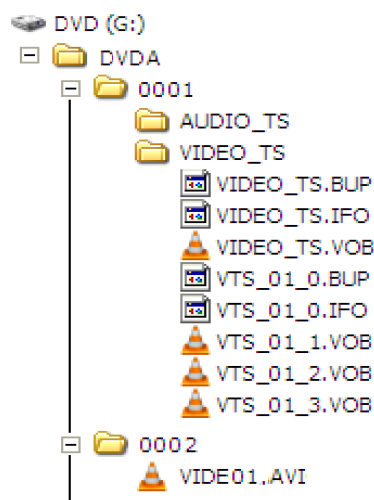 DVD (G:)
DVDA
0001
AUDIO_TS
VIDEO_TS
VIDEO_TS.BUP
VIDEO_TS.IFO
VIDEO_TS.VOB
VTS_01_0.BUP
VTS_01_0.IFO
VTS_01_1.VOB
VTS_01_2.VOB
VTS_01_3.VOB
0002
VIDE01.AVI